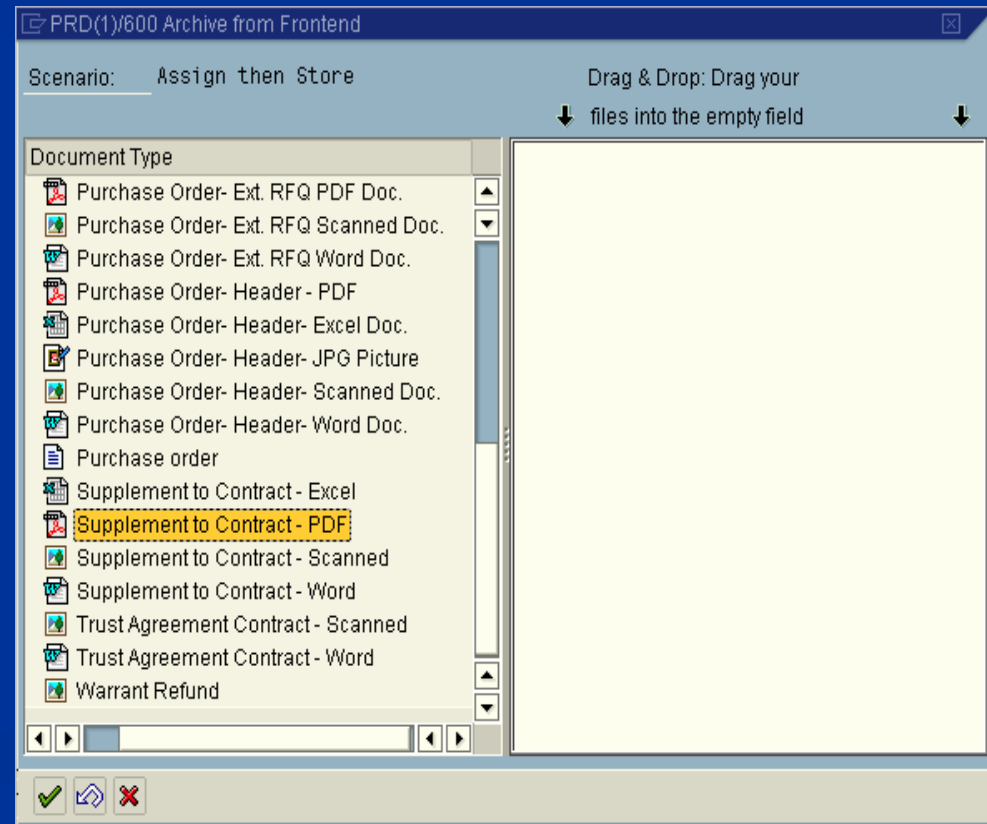 PRD(1)/600 Archive from Frontend
Scenario: Assign then Store
Drag & Drop: Drag your
files into the empty field
Document Type
Purchase Order- Ext. RFQ PDF Doc.
Purchase Order- Ext. RFQ Scanned Doc.
Purchase Order- Ext. RFQ Word Doc.
Purchase Order- Header - PDF
Purchase Order- Header- Excel Doc.
Purchase Order- Header- JPG Picture
Purchase Order- Header- Scanned Doc.
Purchase Order- Header- Word Doc.
Purchase order
Supplement to Contract - Excel
Supplement to Contract - PDF
Supplement to Contract - Scanned
Supplement to Contract - Word
Trust Agreement Contract - Scanned
Trust Agreement Contract - Word
Warrant Refund